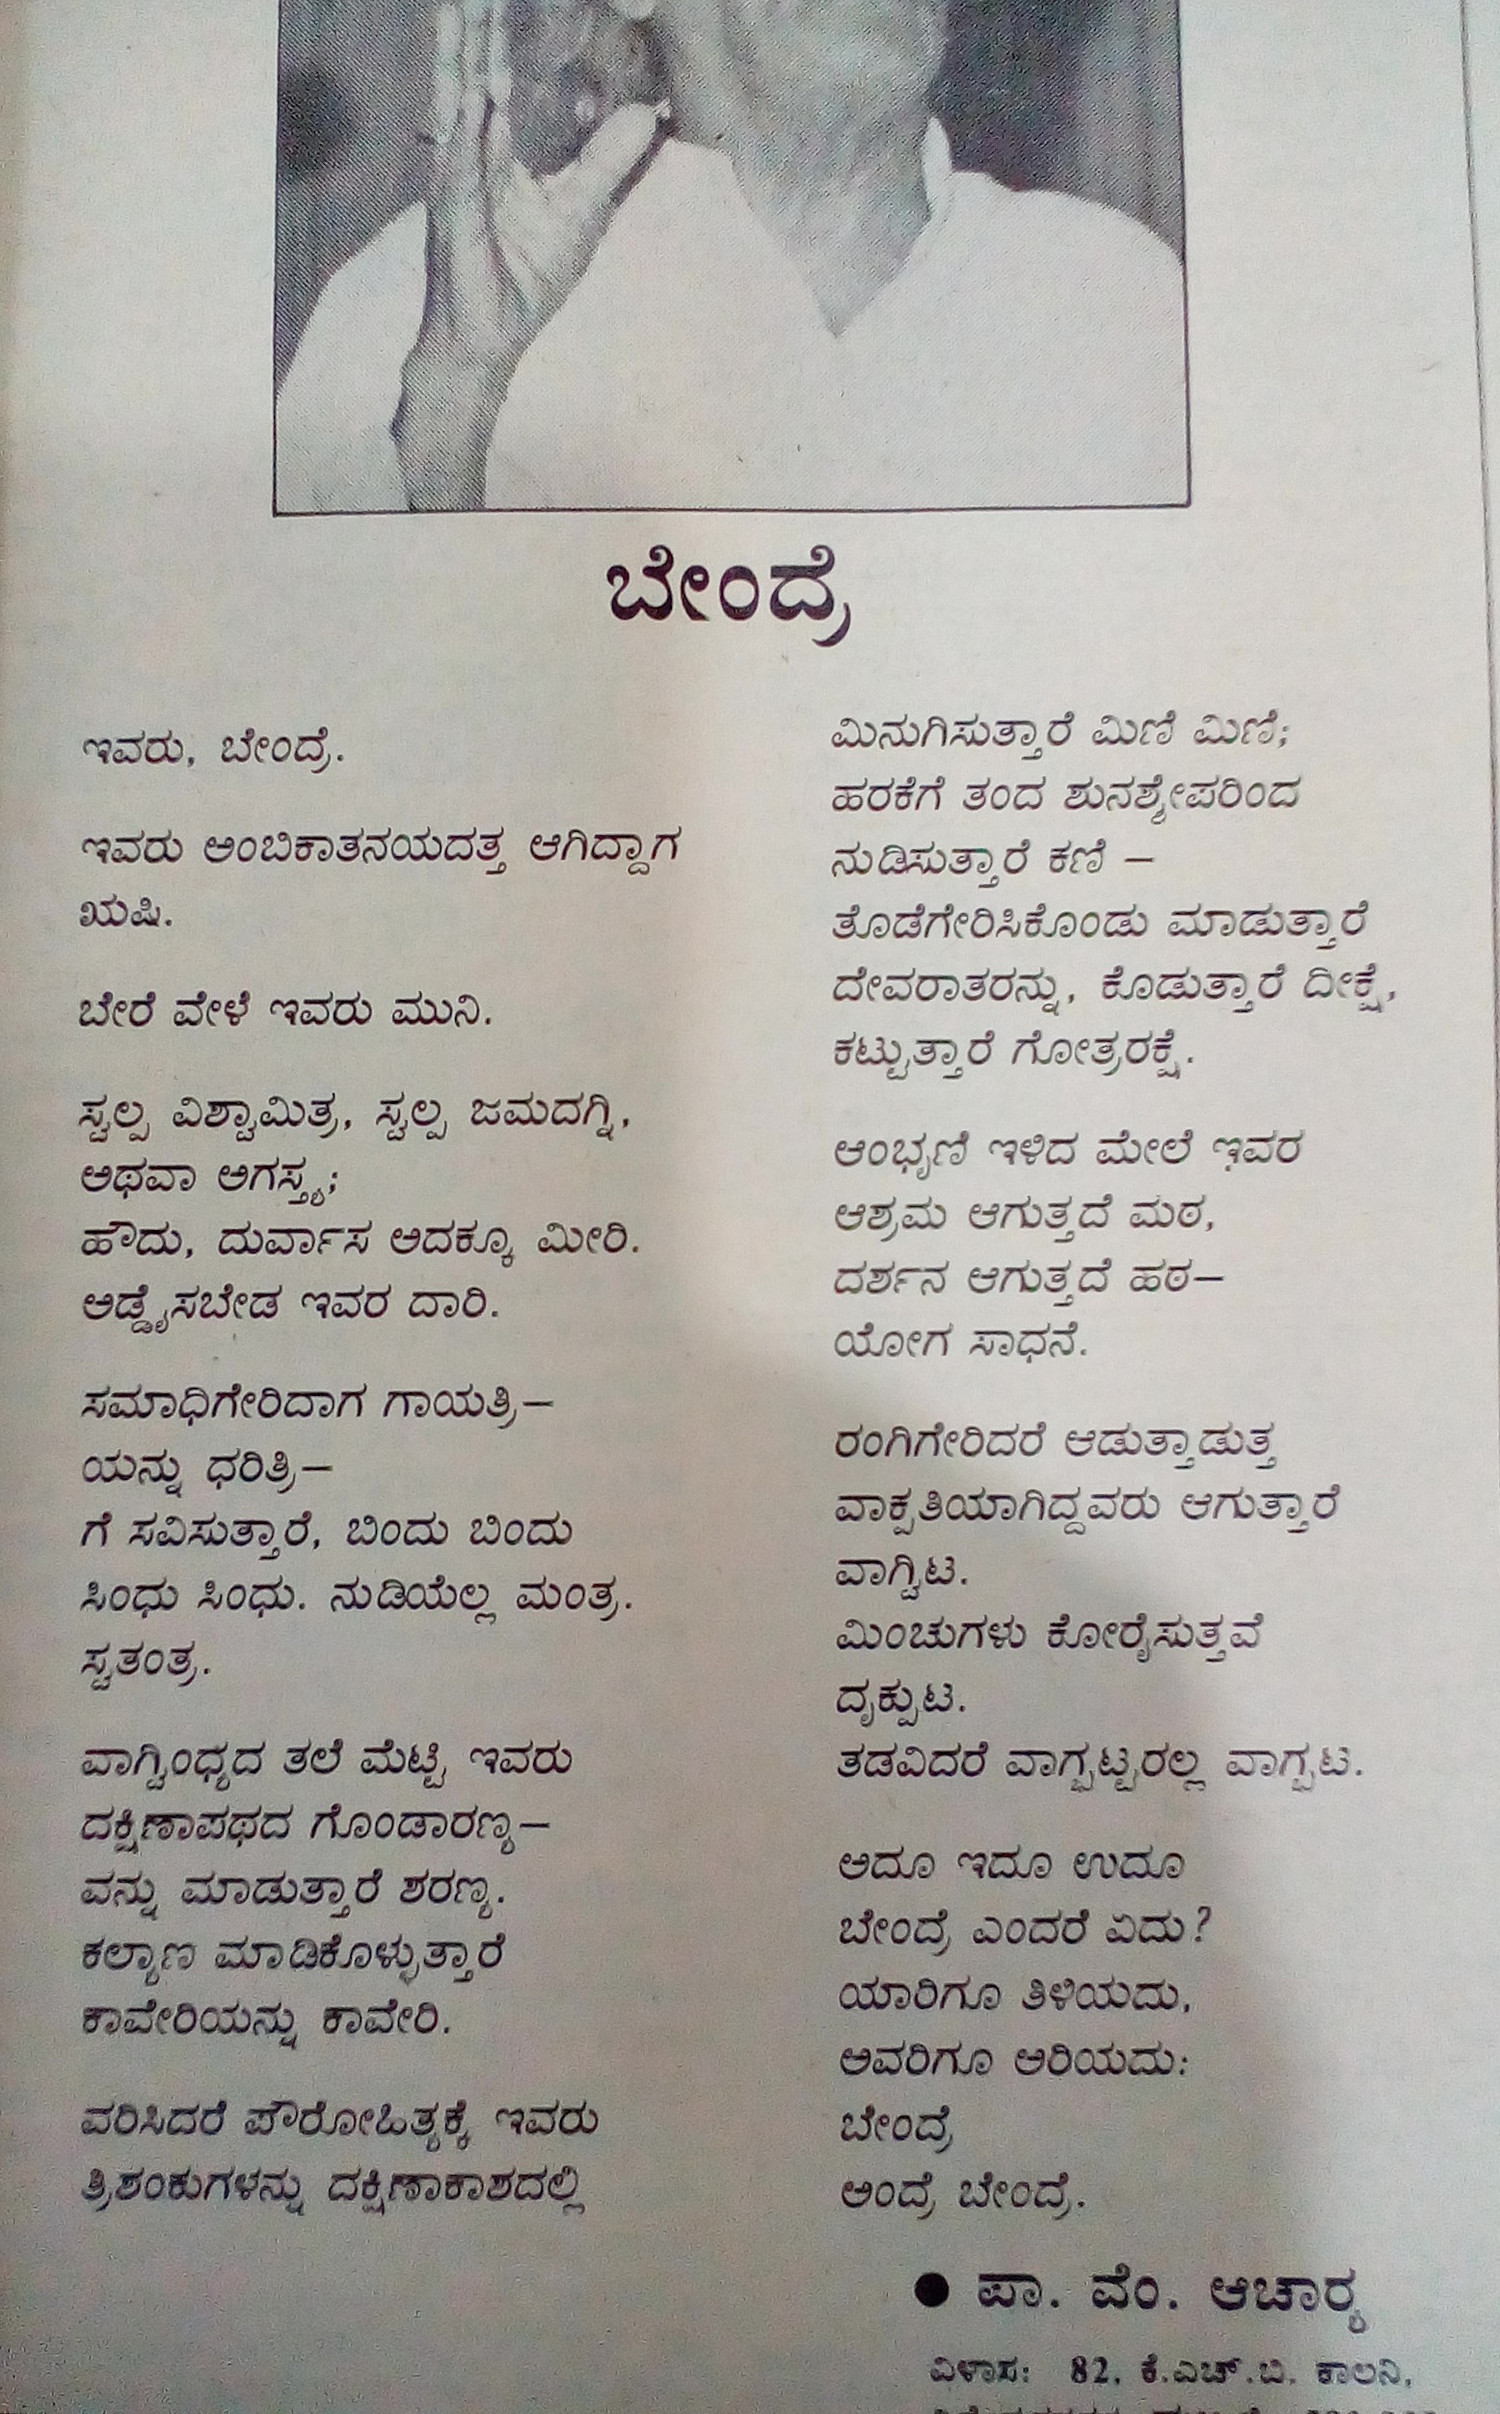 ಬೇಂದ್ರೆ
ಇವರು, ಬೇಂದ್ರೆ.
ಇವರು ಅಂಬಿಕಾತನಯದತ್ತ ಆಗಿದ್ದಾಗ
ಋಷಿ.
ಬೇರೆ ವೇಳೆ ಇವರು ಮುನಿ.
ಸ್ವಲ್ಪ ವಿಶ್ವಾಮಿತ್ರ, ಸ್ವಲ್ಪ ಜಮದಗ್ನಿ,
ಅಥವಾ ಅಗಸ್ತ್ಯ;
ಹೌದು, ದುರ್ವಾಸ ಅದಕ್ಕೂ ಮೀರಿ.
ಅಡ್ಡೈಸಬೇಡ ಇವರ ದಾರಿ.
ಸಮಾಧಿಗೇರಿದಾಗ ಗಾಯತ್ರಿ—
ಯನ್ನು ಧರಿತ್ರಿ—
ಗೆ ಸವಿಸುತ್ತಾರೆ, ಬಿಂದು ಬಿಂದು
ಸಿಂಧು ಸಿಂಧು. ನುಡಿಯೆಲ್ಲ ಮಂತ್ರ.
ಸ್ವತಂತ್ರ.
ವಾಗ್ವಿಂಧ್ಯದ ತಲೆ ಮೆಟ್ಟಿ ಇವರು
ದಕ್ಷಿಣಾಪಥದ ಗೊಂಡಾರಣ್ಯ—
ವನ್ನು ಮಾಡುತ್ತಾರೆ ಶರಣ್ಯ.
ಕಲ್ಯಾಣ ಮಾಡಿಕೊಳ್ಳುತ್ತಾರೆ
ಕಾವೇರಿಯನ್ನು ಕಾವೇರಿ.
ವರಿಸಿದರೆ ಪೌರೋಹಿತ್ಯಕ್ಕೆ ಇವರು
ತ್ರಿಶಂಕುಗಳನ್ನು ದಕ್ಷಿಣಾಕಾಶದಲ್ಲಿ
ಮಿನುಗಿಸುತ್ತಾರೆ ಮಿಣಿ ಮಿಣಿ;
ಹರಕೆಗೆ ತಂದ ಶುನಶ್ಶೇಪರಿಂದ
ನುಡಿಸುತ್ತಾರೆ ಕಣಿ —
ತೊಡೆಗೇರಿಸಿಕೊಂಡು ಮಾಡುತ್ತಾರೆ
ದೇವರಾತರನ್ನು, ಕೊಡುತ್ತಾರೆ ದೀಕ್ಷೆ,
ಕಟ್ಟುತ್ತಾರೆ ಗೋತ್ರರಕ್ಷೆ.
ಆಂಭೃಣಿ ಇಳಿದ ಮೇಲೆ ಇವರ
ಆಶ್ರಮ ಆಗುತ್ತದೆ ಮಠ,
ದರ್ಶನ ಆಗುತ್ತದೆ ಹಠ—
ಯೋಗ ಸಾಧನೆ.
ರಂಗಿಗೇರಿದರೆ ಆಡುತ್ತಾಡುತ್ತ
ವಾಕ್ಪತಿಯಾಗಿದ್ದವರು ಆಗುತ್ತಾರೆ
ವಾಗ್ವಿಟ.
ಮಿಂಚುಗಳು ಕೋರೈಸುತ್ತವೆ
ದೃಕ್ಪುಟ.
ತಡವಿದರೆ ವಾಗ್ಭಟ್ಟರಲ್ಲ ವಾಗ್ಭಟ.
ಅದೂ ಇದೂ ಉದೂ
ಬೇಂದ್ರೆ ಎಂದರೆ ಏದು?
ಯಾರಿಗೂ ತಿಳಿಯದು,
ಅವರಿಗೂ ಅರಿಯದು:
ಬೇಂದ್ರೆ
ಅಂದ್ರೆ ಬೇಂದ್ರೆ.
● ಪಾ. ವೆಂ. ಆಚಾರ್‍ಯ
ವಿಳಾಸ: 82, ಕೆ.ಎಚ್.ಬಿ. ಕಾಲನಿ,